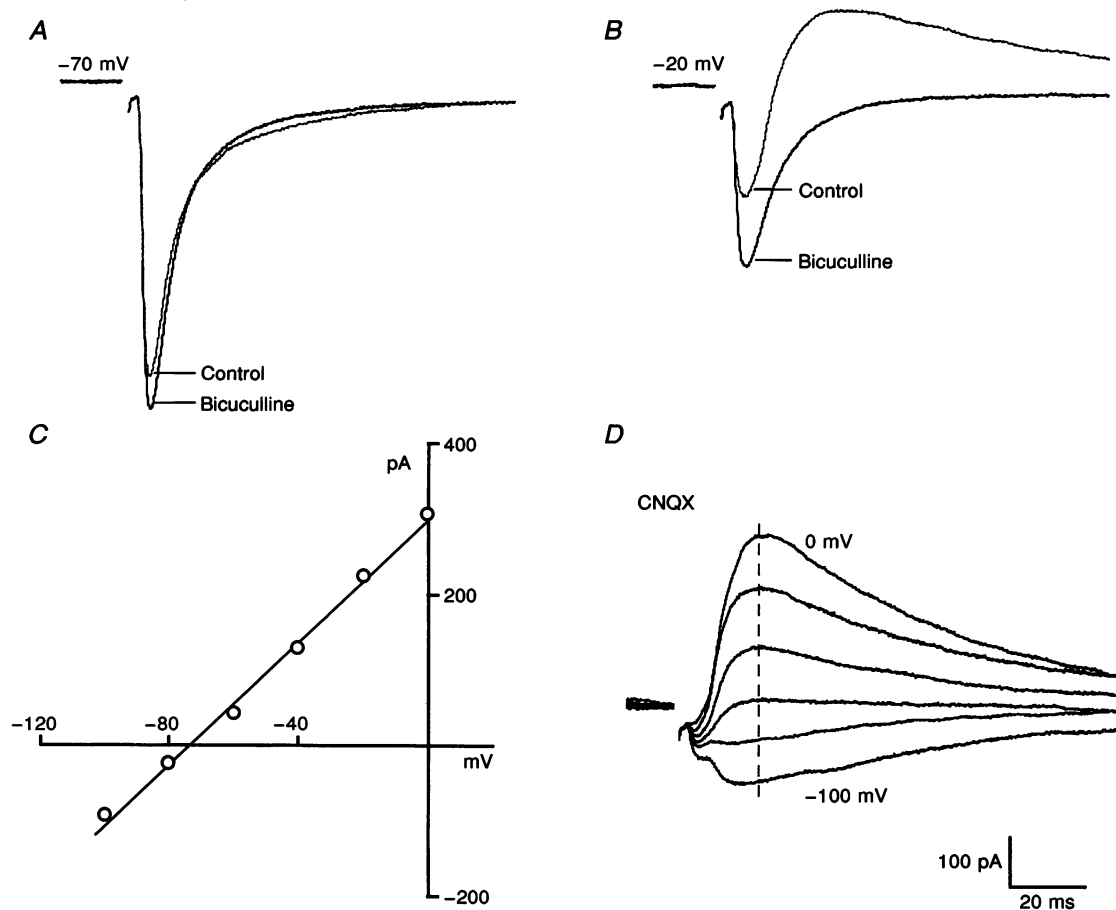 A
−70 mV
Control
Bicuculline
B
−20 mV
Control
Bicuculline
C
pA
400
200
−120
−80
−40
mV
−200
D
CNQX
0 mV
−100 mV
100 pA
20 ms